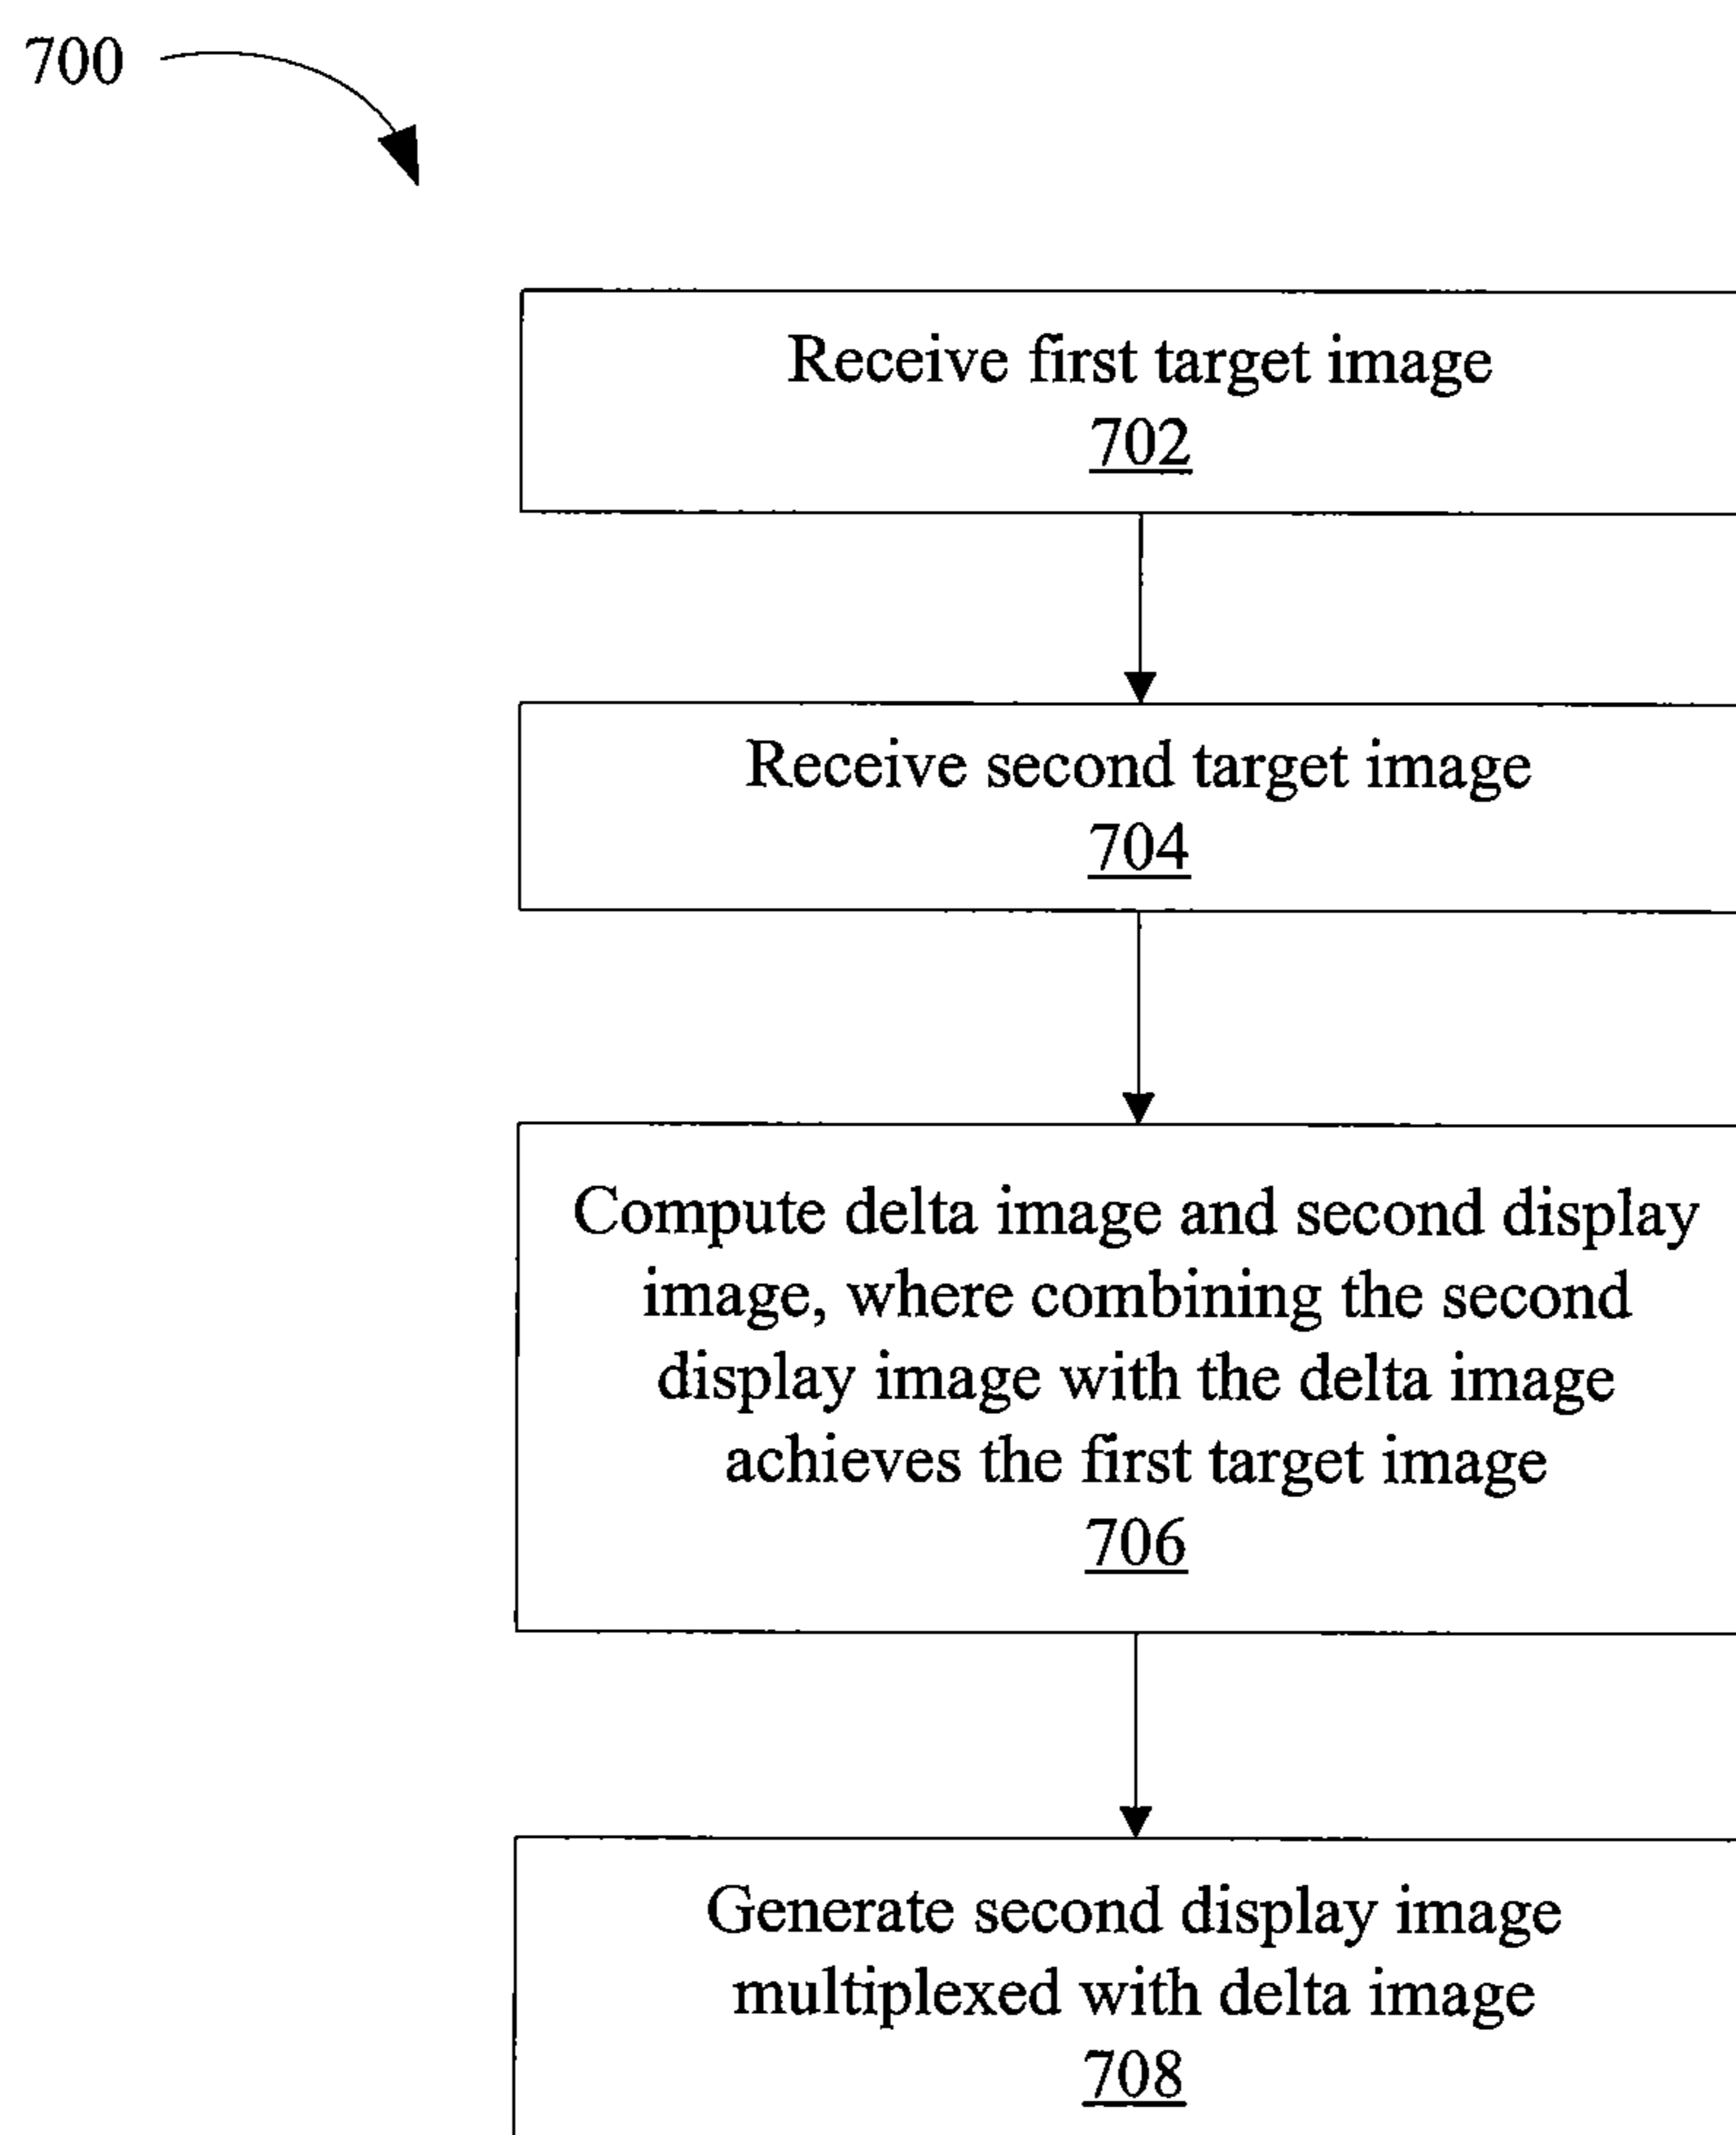 700
Receive first target image
702
Receive second target image
704
Compute delta image and second display
image, where combining the second
display image with the delta image
achieves the first target image
706
Generate second display image
multiplexed with delta image
708